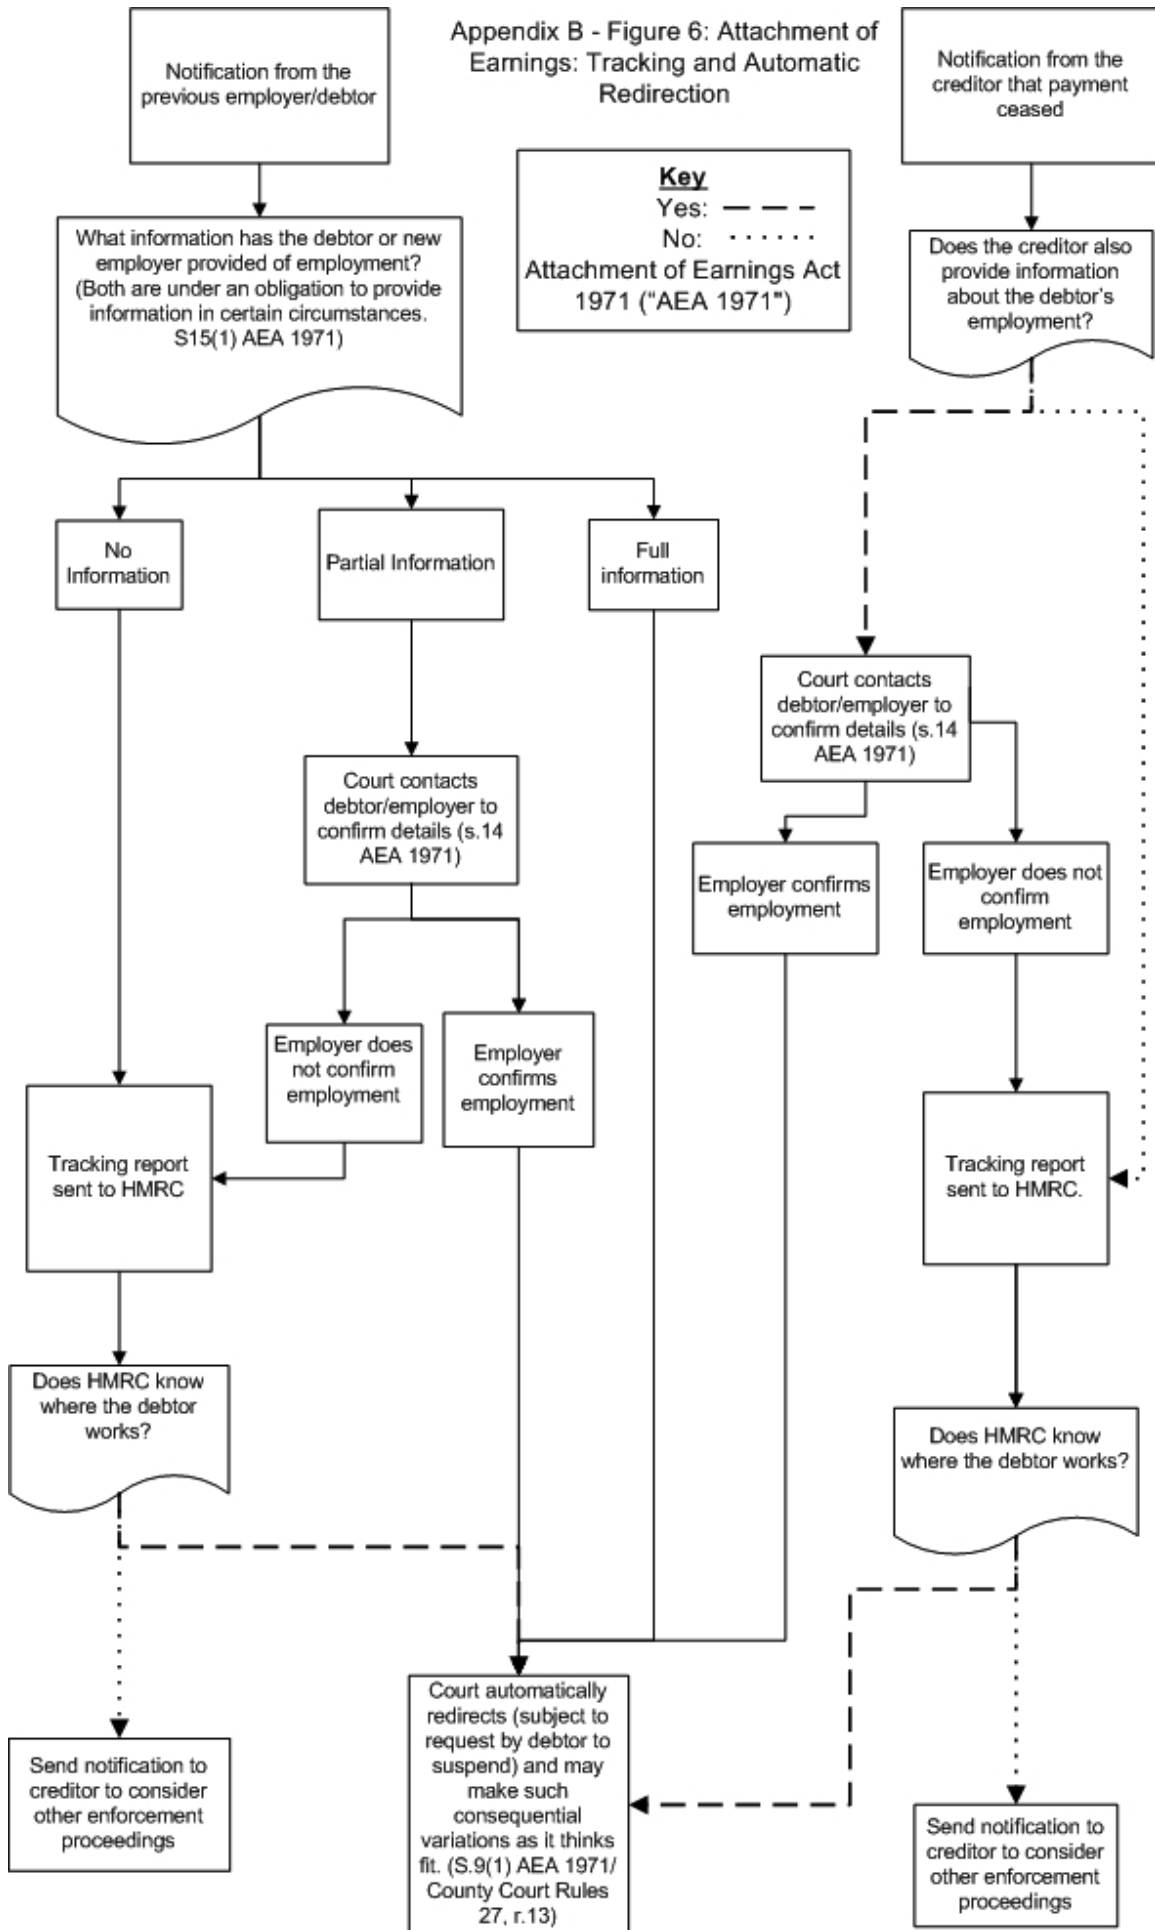 Appendix B - Figure 6: Attachment of
Earnings: Tracking and Automatic
Redirection
Notification from the
previous employer/debtor
Notification from the
creditor that payment
ceased
Key
Yes:
No:
Attachment of Earnings Act
1971 ("AEA 1971")
What information has the debtor or new
employer provided of employment?
(Both are under an obligation to provide
information in certain circumstances.
S15(1) AEA 1971)
Does the creditor also
provide information
about the debtor's
employment?
No
Information
Partial Information
Full
information
Court contacts
debtor/employer to
confirm details (s.14
AEA 1971)
Court contacts
debtor/employer to
confirm details (s.14
AEA 1971)
Employer confirms
employment
Employer does not
confirm
employment
Employer does
not confirm
employment
Employer
confirms
employment
Tracking report
sent to HMRC
Tracking report
sent to HMRC.
Does HMRC know
where the debtor
works?
Does HMRC know
where the debtor works?
Send notification to
creditor to consider
other enforcement
proceedings
Court automatically
redirects (subject to
request by debtor to
suspend) and may
make such
consequential
variations as it thinks
fit. (S.9(1) AEA 1971/
County Court Rules
27, r.13)
Send notification to
creditor to consider
other enforcement
proceedings